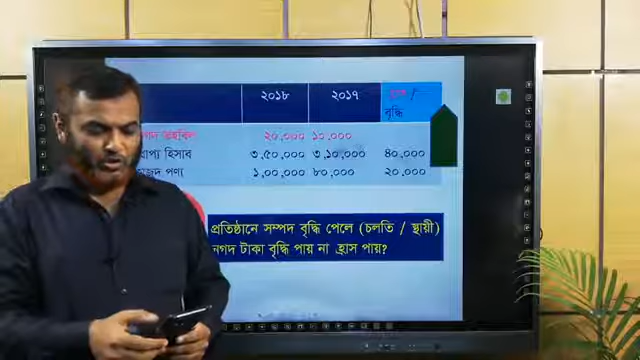 ২০১৮ ২০১৭ /
বৃদ্ধি
২০,০০০ ১০,০০০
হিসাব ৩,৫০,০০০ ৩,১০,০০০ ৪০,০০০
পণ্য ১,০০,০০০ ৮০,০০০ ২০,০০০
প্রতিষ্ঠানে সম্পদ বৃদ্ধি পেলে (চলতি / স্থায়ী)
নগদ টাকা বৃদ্ধি পায় না হ্রাস পায়?